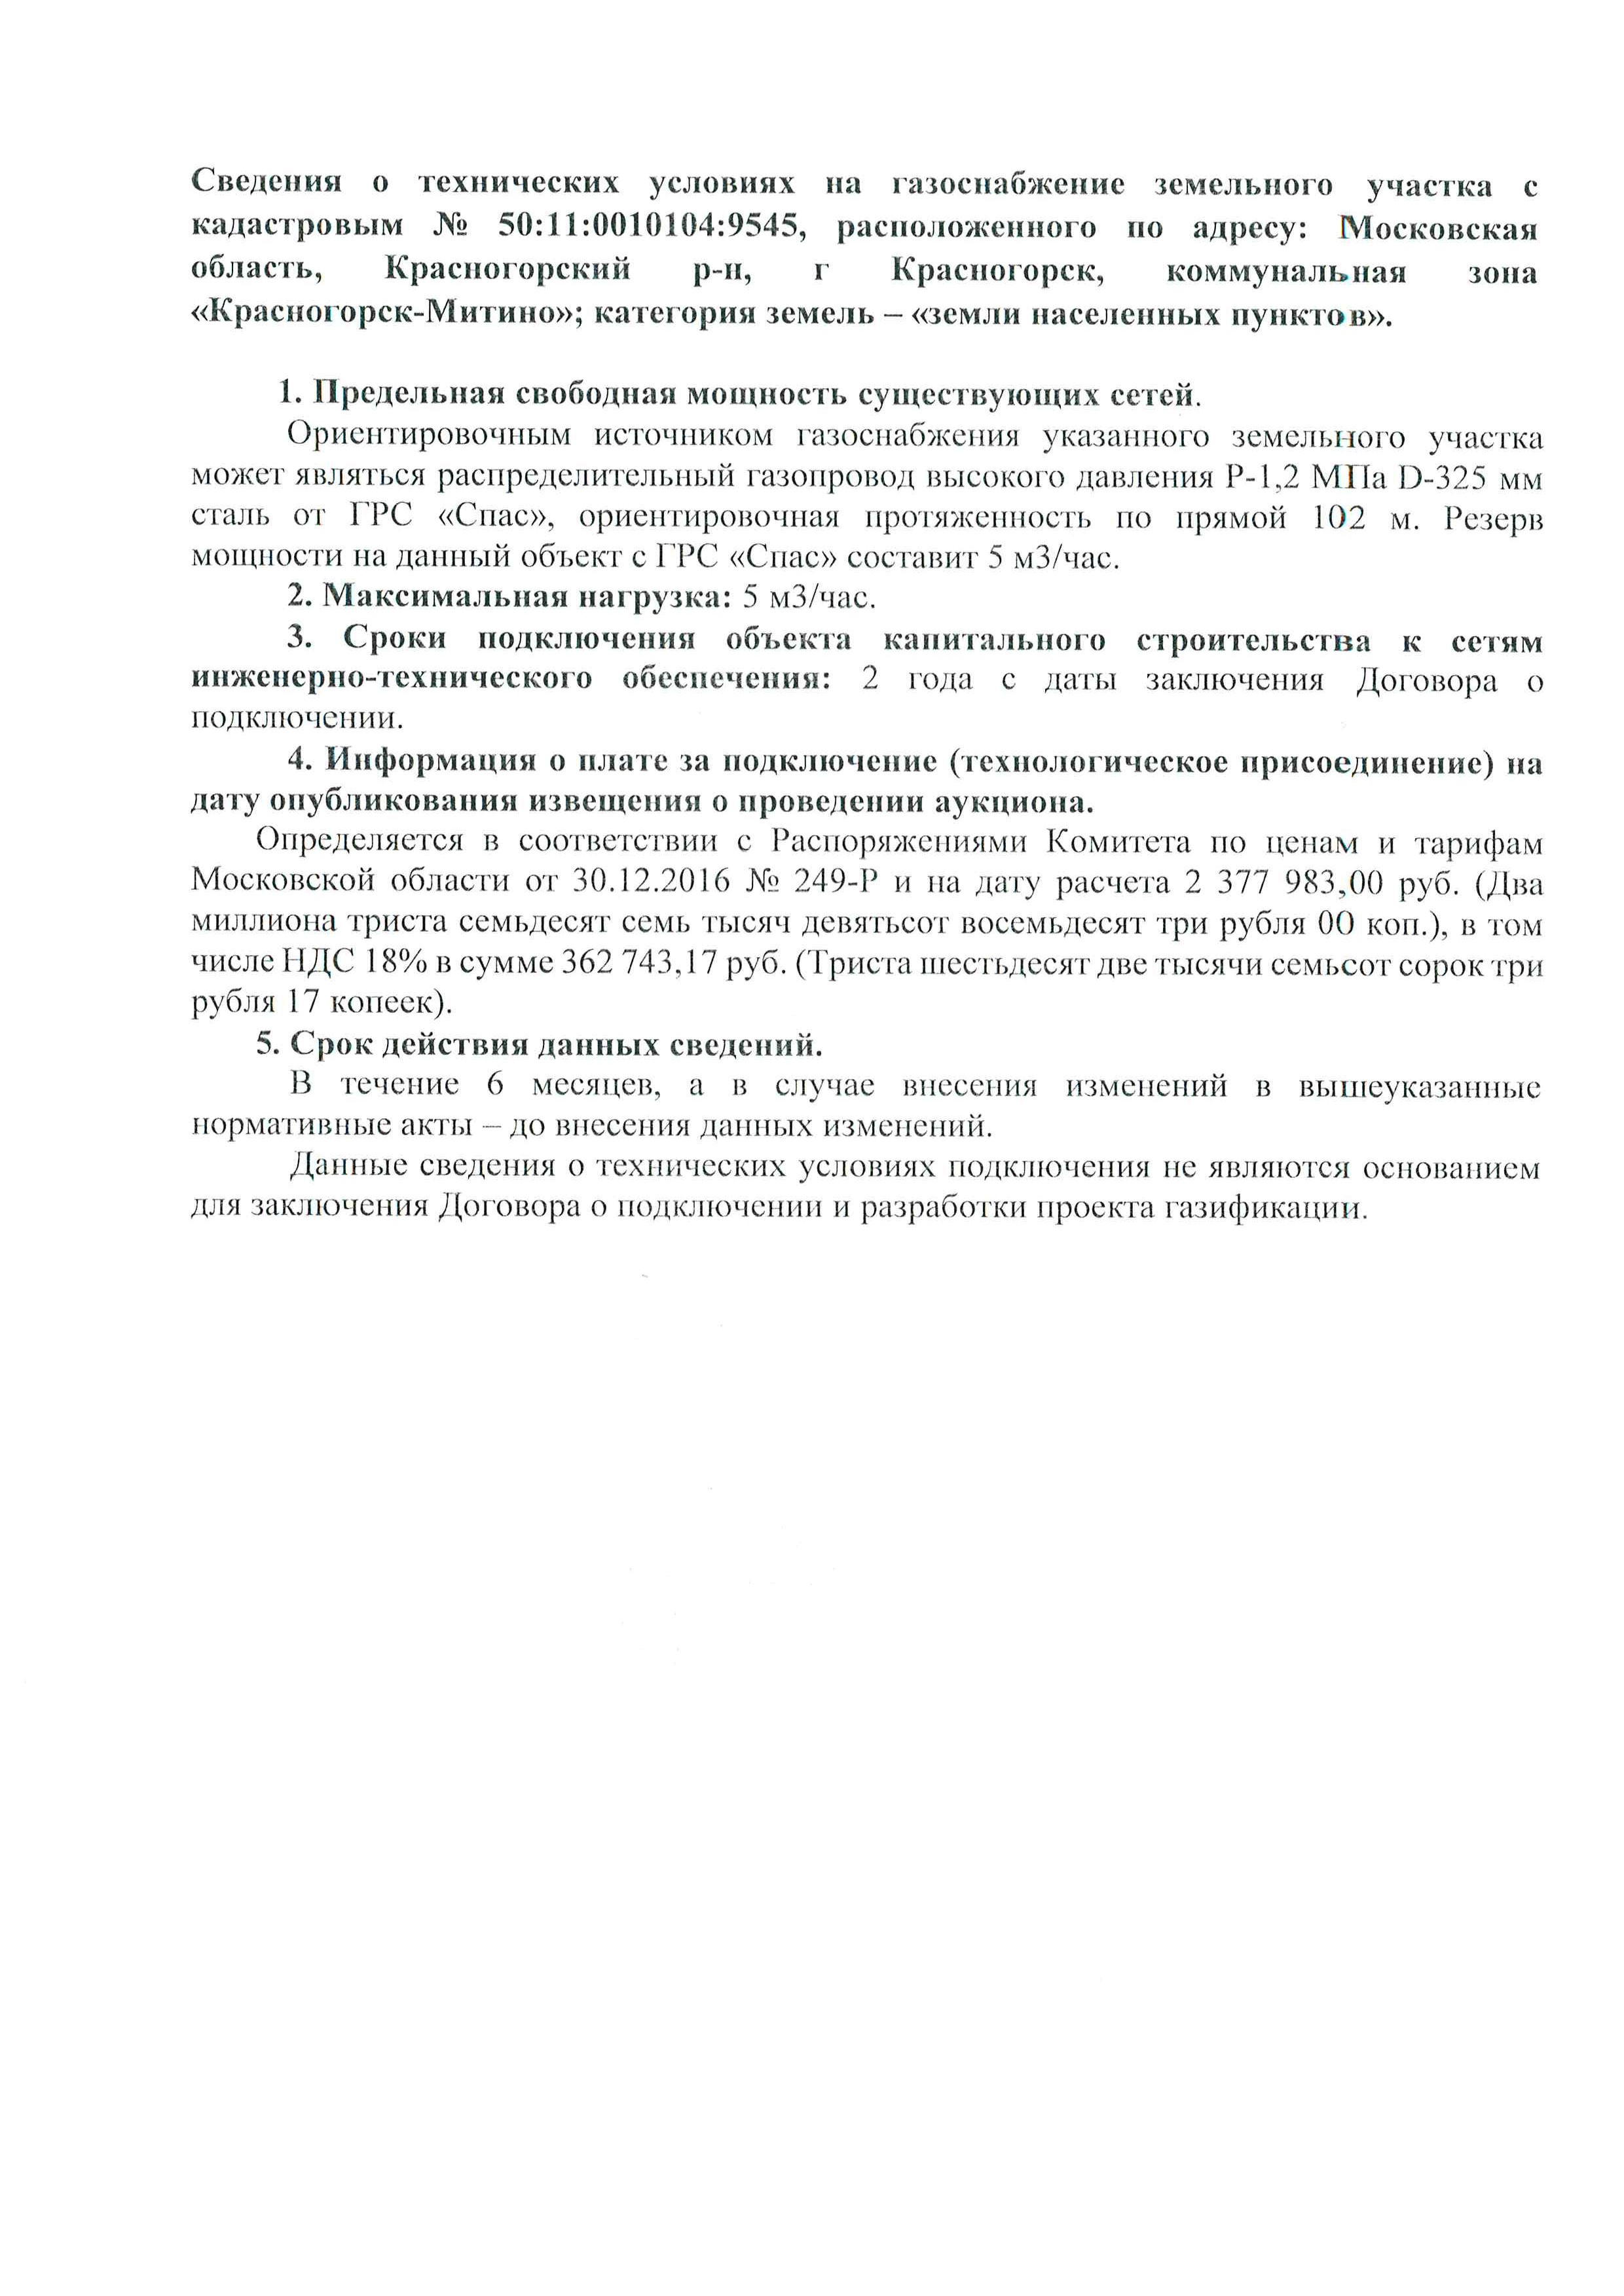 Сведения о технических условиях на газоснабжение земельного участка с
кадастровым № 50:11:0010104:9545, расположенного по адресу: Московская
область, Красногорский р-н, г Красногорск, коммунальная зона
«Красногорск-Митино»; категория земель – «земли населенных пунктов».
1. Предельная свободная мощность существующих сетей.
Ориентировочным источником газоснабжения указанного земельного участка
может являться распределительный газопровод высокого давления P-1,2 МПа D-325 мм
сталь от ГРС «Спас», ориентировочная протяженность по прямой 102 м. Резерв
мощности на данный объект с ГРС «Спас» составит 5 м3/час.
2. Максимальная нагрузка: 5 м3/час.
3. Сроки подключения объекта капитального строительства к сетям
инженерно-технического обеспечения: 2 года с даты заключения Договора о
подключении.
4. Информация о плате за подключение (технологическое присоединение) на
дату опубликования извещения о проведении аукциона.
Определяется в соответствии с Распоряжениями Комитета по ценам и тарифам
Московской области от 30.12.2016 № 249-Р и на дату расчета 2 377 983,00 руб. (Два
миллиона триста семьдесят семь тысяч девятьсот восемьдесят три рубля 00 коп.), в том
числе НДС 18% в сумме 362 743,17 руб. (Триста шестьдесят две тысячи семьсот сорок три
рубля 17 копеек).
5. Срок действия данных сведений.
В течение 6 месяцев, а в случае внесения изменений в вышеуказанные
нормативные акты – до внесения данных изменений.
Данные сведения о технических условиях подключения не являются основанием
для заключения Договора о подключении и разработки проекта газификации.